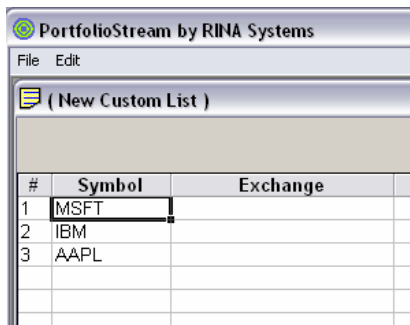 PortfolioStream by RINA Systems
File Edit
( New Custom List )
# Symbol Exchange
1 MSFT
2 IBM
3 AAPL